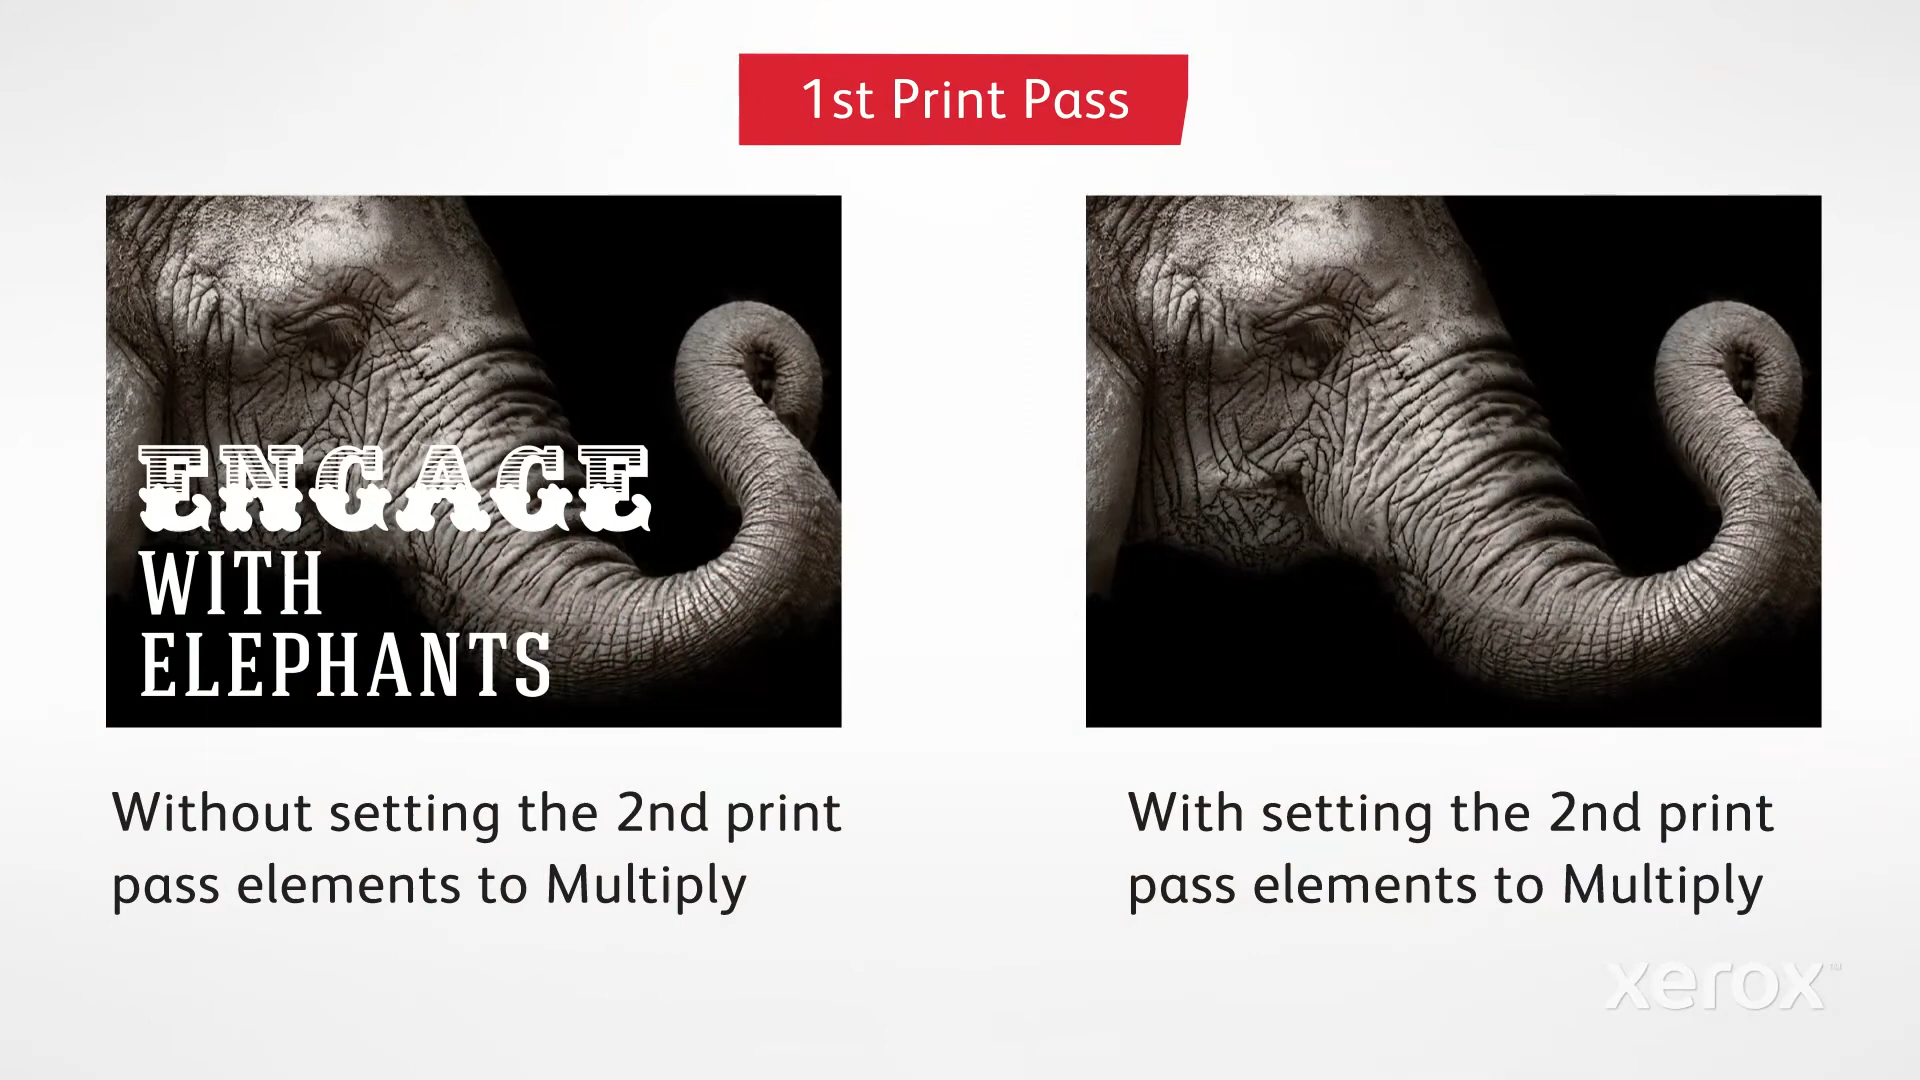 1st Print Pass
ENGAGE
WITH
ELEPHANTS
Without setting the 2nd print
pass elements to Multiply
With setting the 2nd print
pass elements to Multiply
xerox™